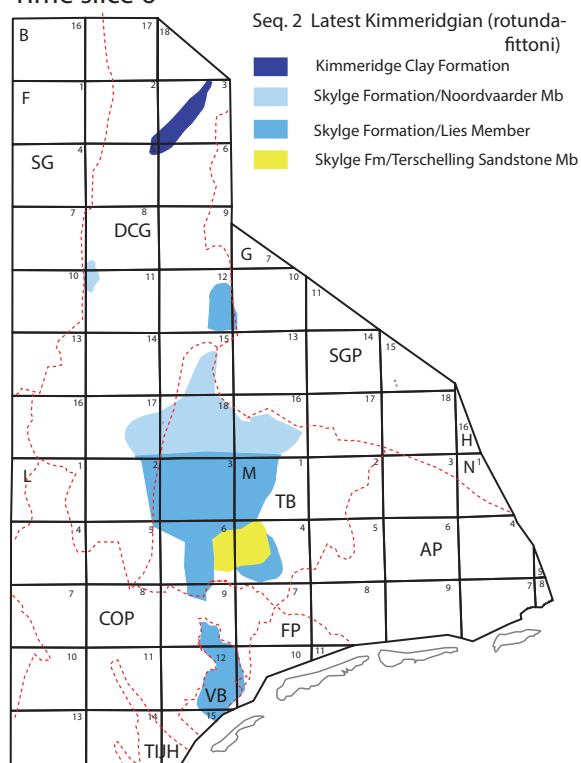 Time slice
Seq. 2 Latest Kimmeridgian (rotunda-
fittoni)
Kimmeridge Clay Formation
Skylge Formation/Noordvaarder Mb
Skylge Formation/Lies Member
Skylge Fm/Terschelling Sandstone Mb
B 16 17 18
F 1 2 3
SG 4 5 6
7 8 9
DCG
G 7
10 11 12 10 11
13 14 15 13 14 15
SGP
16 17 18 16 17 18 16
H
L 1 2 3 M 1 2 3 N 1
TB
4 5 6 4 5 6 4
AP
5
7 8 9 7 8 9 7 8
COP FP
10 11 12 10 11
VB
13 14 15
TIJH